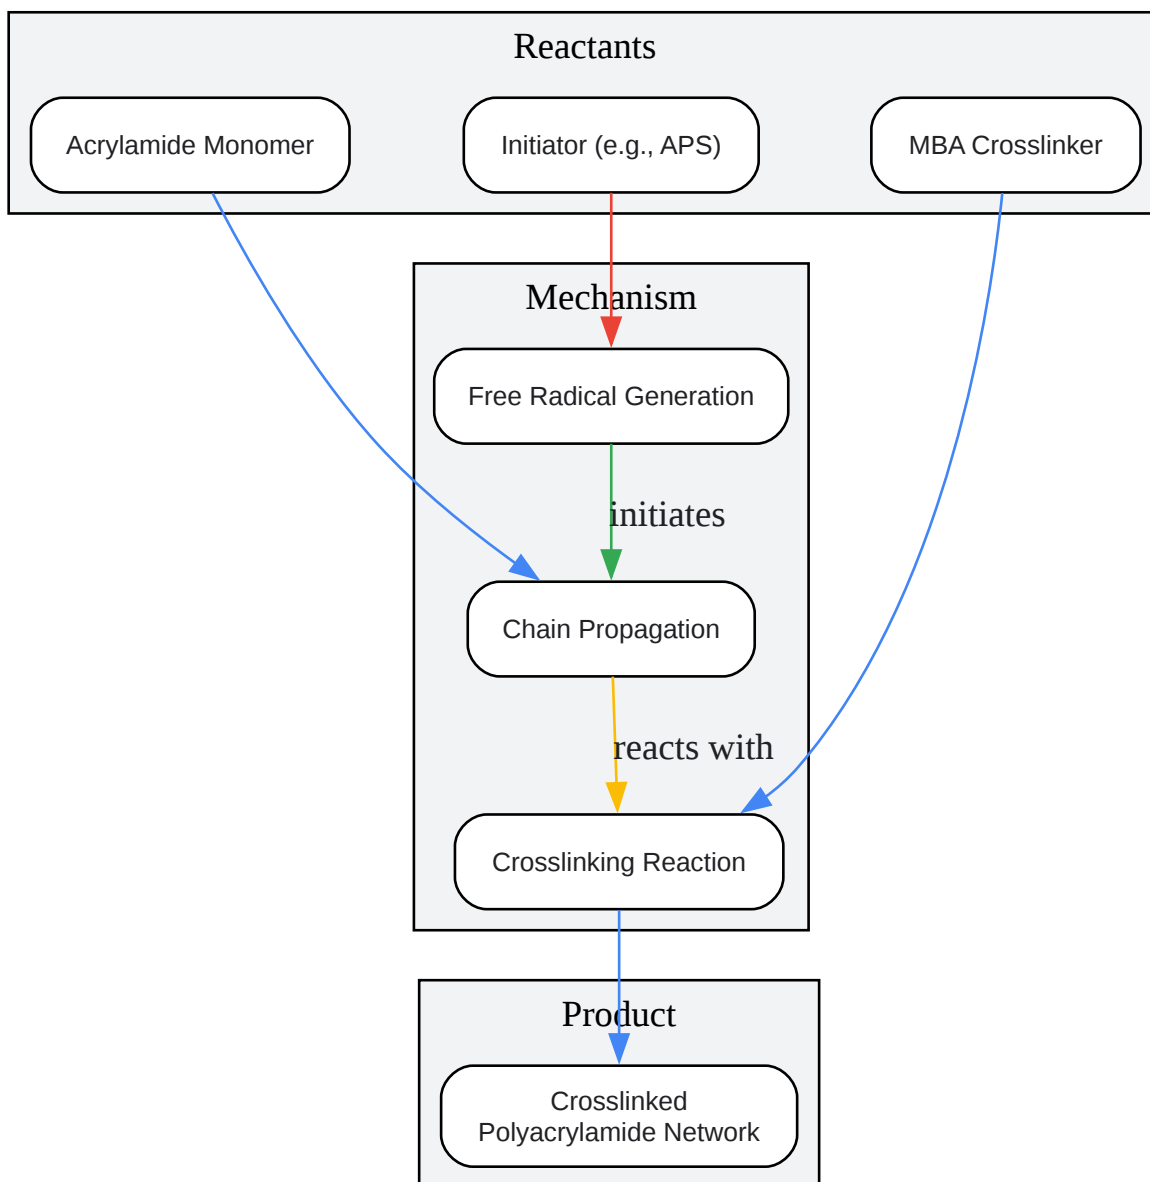 Reactants
Acrylamide Monomer
Initiator (e.g., APS)
MBA Crosslinker
Mechanism
Free Radical Generation
initiates
Chain Propagation
reacts with
Crosslinking Reaction
Product
Crosslinked
Polyacrylamide Network